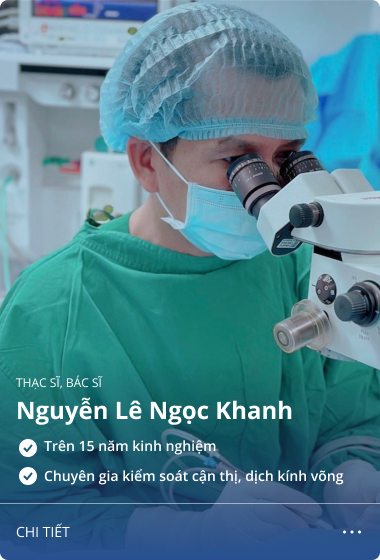 THẠC SĨ, BÁC SĨ
Nguyễn Lê Ngọc Khanh
Trên 15 năm kinh nghiệm
Chuyên gia kiểm soát cận thị, dịch kính võng
CHI TIẾT